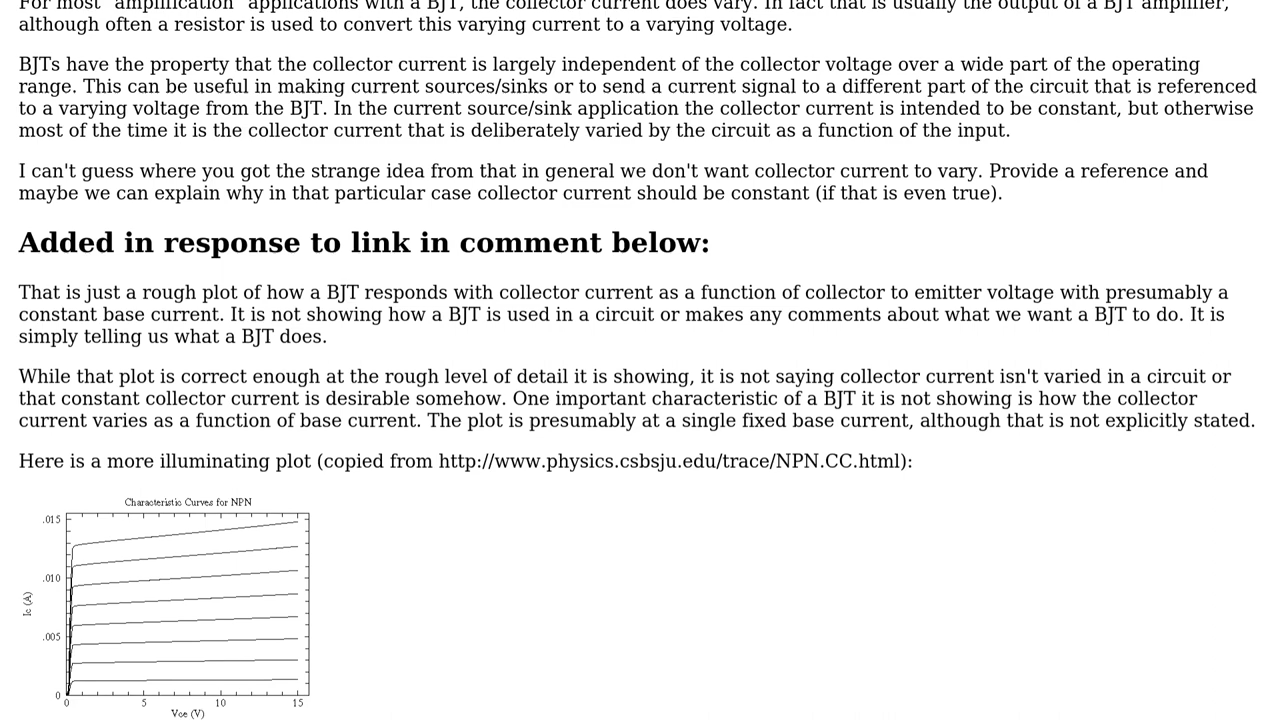 For most "amplification" applications with a BJT, the collector current does vary. In fact that is usually the output of a BJT amplifier,
although often a resistor is used to convert this varying current to a varying voltage.
BJTs have the property that the collector current is largely independent of the collector voltage over a wide part of the operating
range. This can be useful in making current sources/sinks or to send a current signal to a different part of the circuit that is referenced
to a varying voltage from the BJT. In the current source/sink application the collector current is intended to be constant, but otherwise
most of the time it is the collector current that is deliberately varied by the circuit as a function of the input.
I can't guess where you got the strange idea from that in general we don't want collector current to vary. Provide a reference and
maybe we can explain why in that particular case collector current should be constant (if that is even true).
Added in response to link in comment below:
That is just a rough plot of how a BJT responds with collector current as a function of collector to emitter voltage with presumably a
constant base current. It is not showing how a BJT is used in a circuit or makes any comments about what we want a BJT to do. It is
simply telling us what a BJT does.
While that plot is correct enough at the rough level of detail it is showing, it is not saying collector current isn't varied in a circuit or
that constant collector current is desirable somehow. One important characteristic of a BJT it is not showing is how the collector
current varies as a function of base current. The plot is presumably at a single fixed base current, although that is not explicitly stated.
Here is a more illuminating plot (copied from http://www.physics.csbsju.edu/trace/NPN.CC.html):
Characteristic Curves for NPN
.015
.010
Ic (A)
.005
0
0 5 10 15
Vce (V)